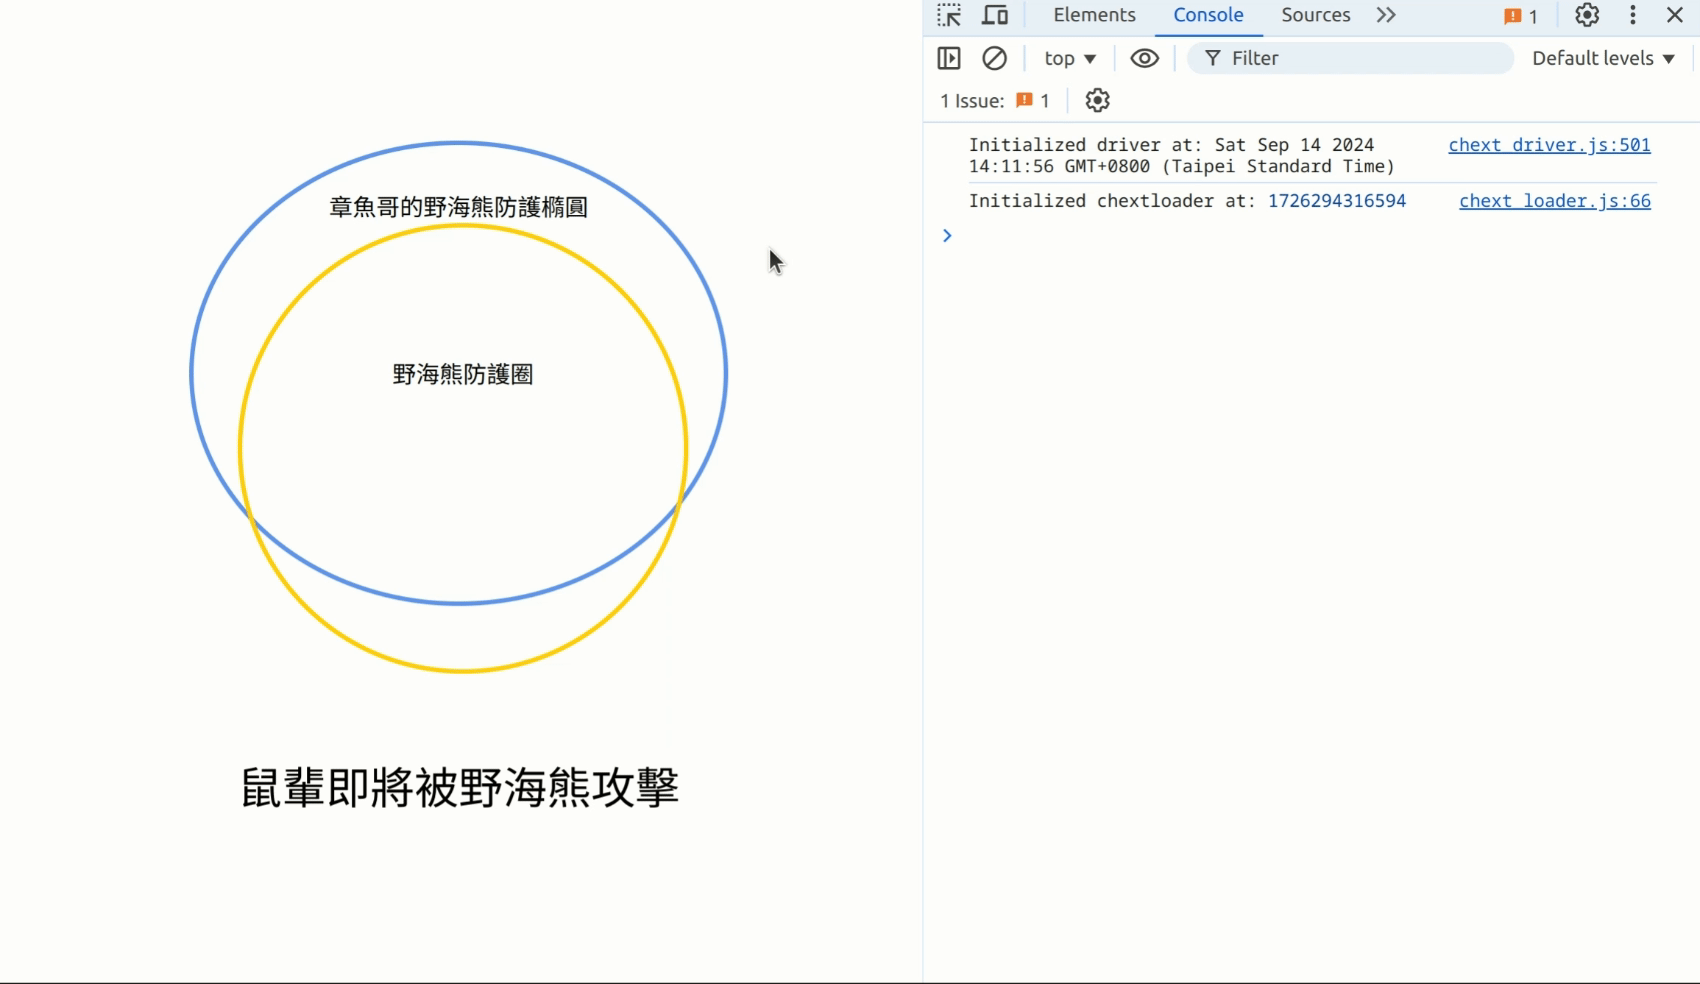 章魚哥的野海熊防護橢圓
野海熊防護圈
鼠輩即將被野海熊攻擊
Elements Console Sources 1
top Filter Default levels
1 Issue: 1
Initialized driver at: Sat Sep 14 2024 chext_driver.js:501
14:11:56 GMT+0800 (Taipei Standard Time)
Initialized chextloader at: 1726294316594 chext_loader.js:66